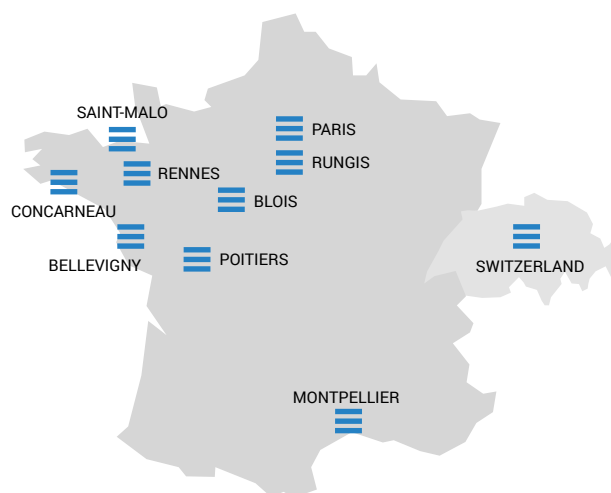 SAINT-MALO
PARIS
RUNGIS
RENNES
CONCARNEAU
BLOIS
BELLEVIGNY
POITIERS
SWITZERLAND
MONTPELLIER